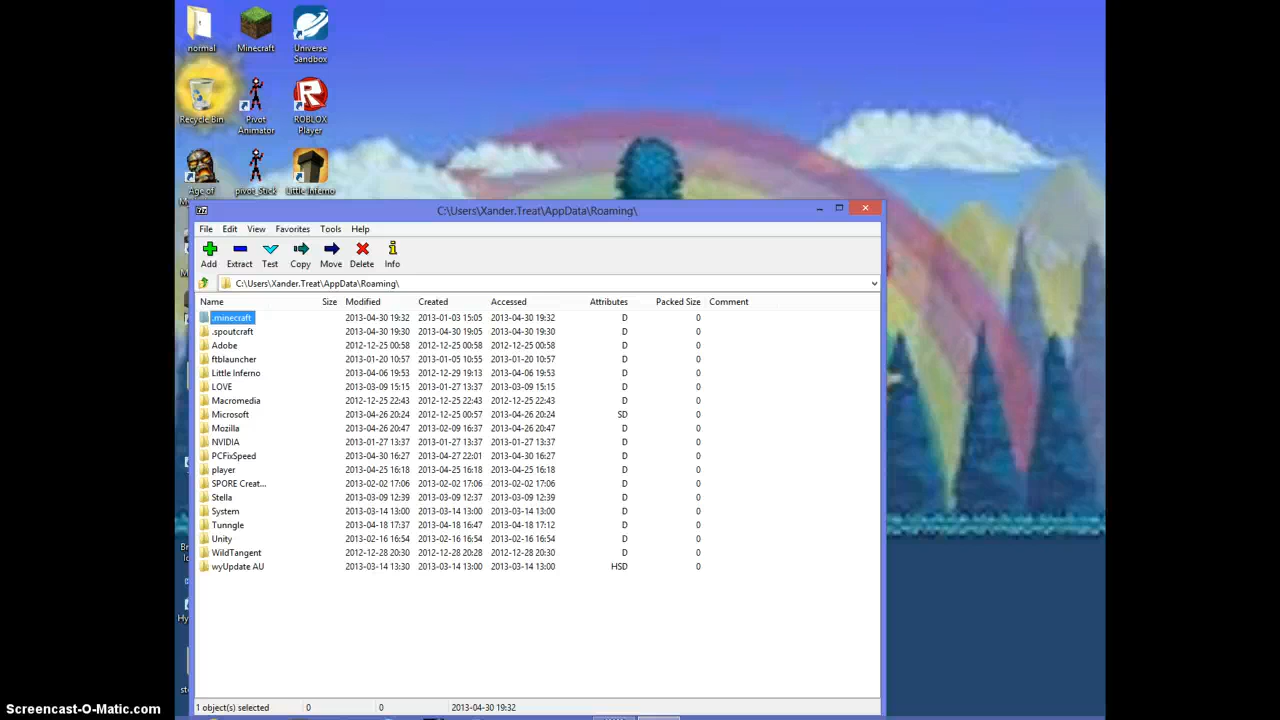 normal
Minecraft
Universe
Sandbox
Recycle Bin
Pivot
Animator
ROBLOX
Player
Age of
pivot_Stick
Little Inferno
C:\Users\Xander.Treat\AppData\Roaming\
File Edit View Favorites Tools Help
Add Extract Test Copy Move Delete Info
C:\Users\Xander.Treat\AppData\Roaming\
Name Size Modified Created Accessed Attributes Packed Size Comment
.minecraft 2013-04-30 19:32 2013-01-03 15:05 2013-04-30 19:32 D 0
.spoutcraft 2013-04-30 19:30 2013-04-30 19:05 2013-04-30 19:30 D 0
Adobe 2012-12-25 00:58 2012-12-25 00:58 2012-12-25 00:58 D 0
ftblauncher 2013-01-20 10:57 2013-01-05 10:55 2013-01-20 10:57 D 0
Little Inferno 2013-04-06 19:53 2012-12-29 19:13 2013-04-06 19:53 D 0
LOVE 2013-03-09 15:15 2013-01-27 13:37 2013-03-09 15:15 D 0
Macromedia 2012-12-25 22:43 2012-12-25 22:43 2012-12-25 22:43 D 0
Microsoft 2013-04-26 20:24 2012-12-25 00:57 2013-04-26 20:24 SD 0
Mozilla 2013-04-26 20:47 2013-02-09 16:37 2013-04-26 20:47 D 0
NVIDIA 2013-01-27 13:37 2013-01-27 13:37 2013-01-27 13:37 D 0
PCFixSpeed 2013-04-30 16:27 2013-04-27 22:01 2013-04-30 16:27 D 0
player 2013-04-25 16:18 2013-04-25 16:18 2013-04-25 16:18 D 0
SPORE Creat... 2013-02-02 17:06 2013-02-02 17:06 2013-02-02 17:06 D 0
Stella 2013-03-09 12:39 2013-03-09 12:37 2013-03-09 12:39 D 0
System 2013-03-14 13:00 2013-03-14 13:00 2013-03-14 13:00 D 0
Tunngle 2013-04-18 17:37 2013-04-18 16:47 2013-04-18 17:12 D 0
Unity 2013-02-16 16:54 2013-02-16 16:54 2013-02-16 16:54 D 0
WildTangent 2012-12-28 20:30 2012-12-28 20:28 2012-12-28 20:30 D 0
wyUpdate AU 2013-03-14 13:30 2013-03-14 13:00 2013-03-14 13:00 HSD 0
1 object(s) selected 0 0 2013-04-30 19:32
Screencast-O-Matic.com